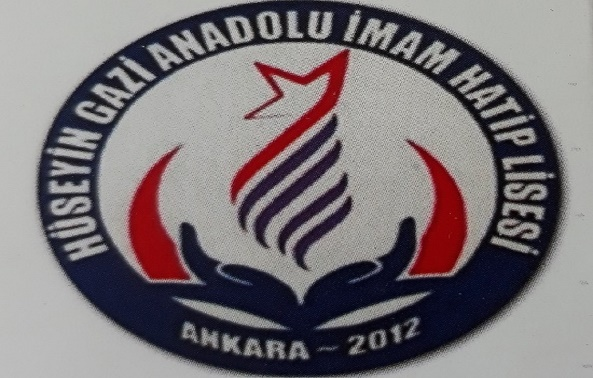 HÜSEYİN GAZİ ANADOLU İMAM HATİP LİSESİ
ANKARA ~ 2012